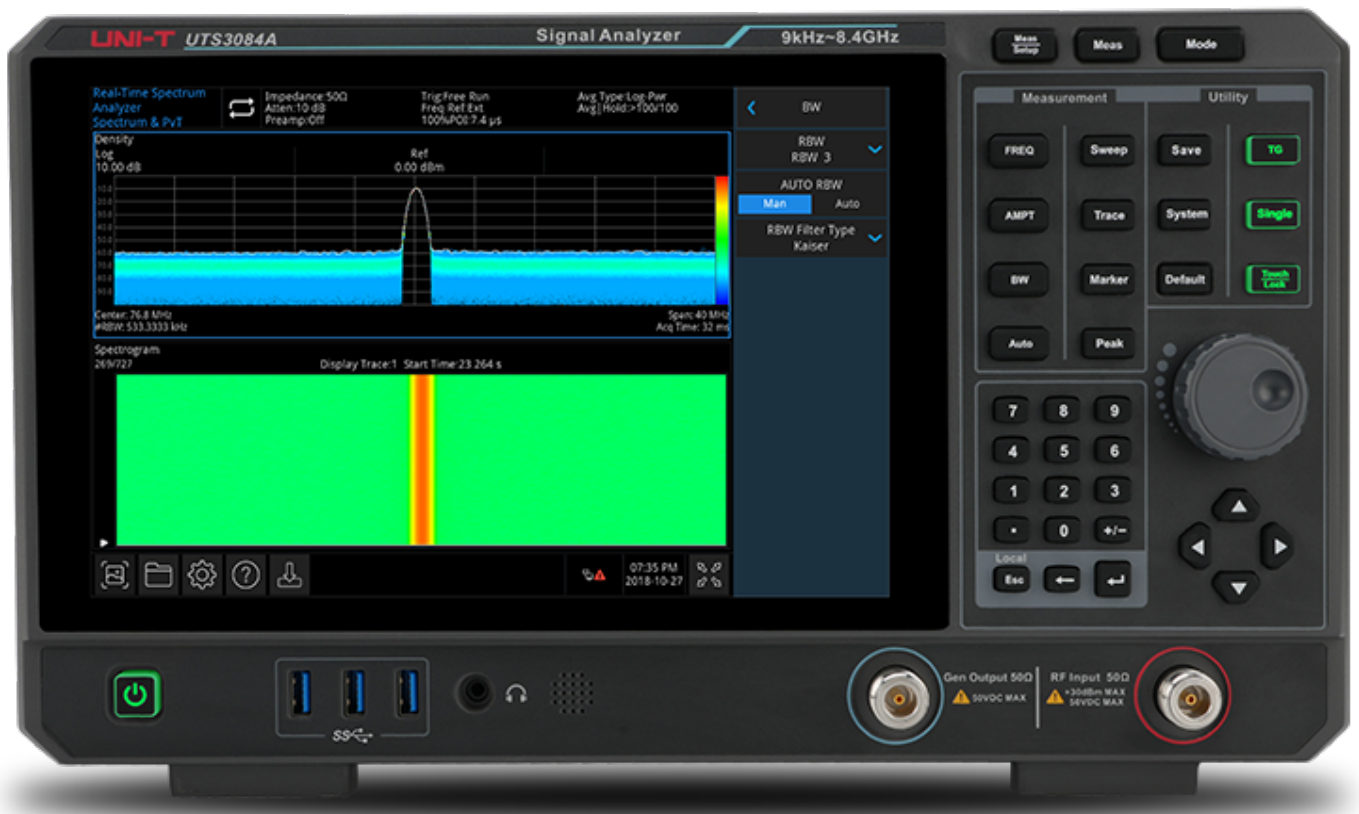 UNI-T UTS3084A Signal Analyzer 9kHz~8.4GHz
Meas Setup
Meas
Mode
Real-Time Spectrum
Analyzer
Spectrum & PvT
Impedance:50Ω
Atten:10 dB
Preamp:Off
Trig:Free Run
Freq Ref:Ext
100%POI:7.4 μs
Avg Type:Log-Pwr
Avg|Hold:>100/100
BW
RBW
RBW 3
AUTO RBW
Man Auto
RBW Filter Type
Kaiser
Density
Log
10.00 dB
Ref
0.00 dBm
Center: 76.8 MHz
#RBW: 533.3333 kHz
Span: 40 MHz
Acq Time: 32 ms
Spectrogram
269/727
Display Trace:1 Start Time:23.264 s
07:35 PM
2018-10-27
Measurement
Utility
FREQ
Sweep
Save
TG
AMPT
Trace
System
Single
BW
Marker
Default
Touch
Lock
Auto
Peak
7 8 9
4 5 6
1 2 3
. 0 +/-
Local
Esc
SS
Gen Output 50Ω
50VDC MAX
RF Input 50Ω
+30dBm MAX
50VDC MAX